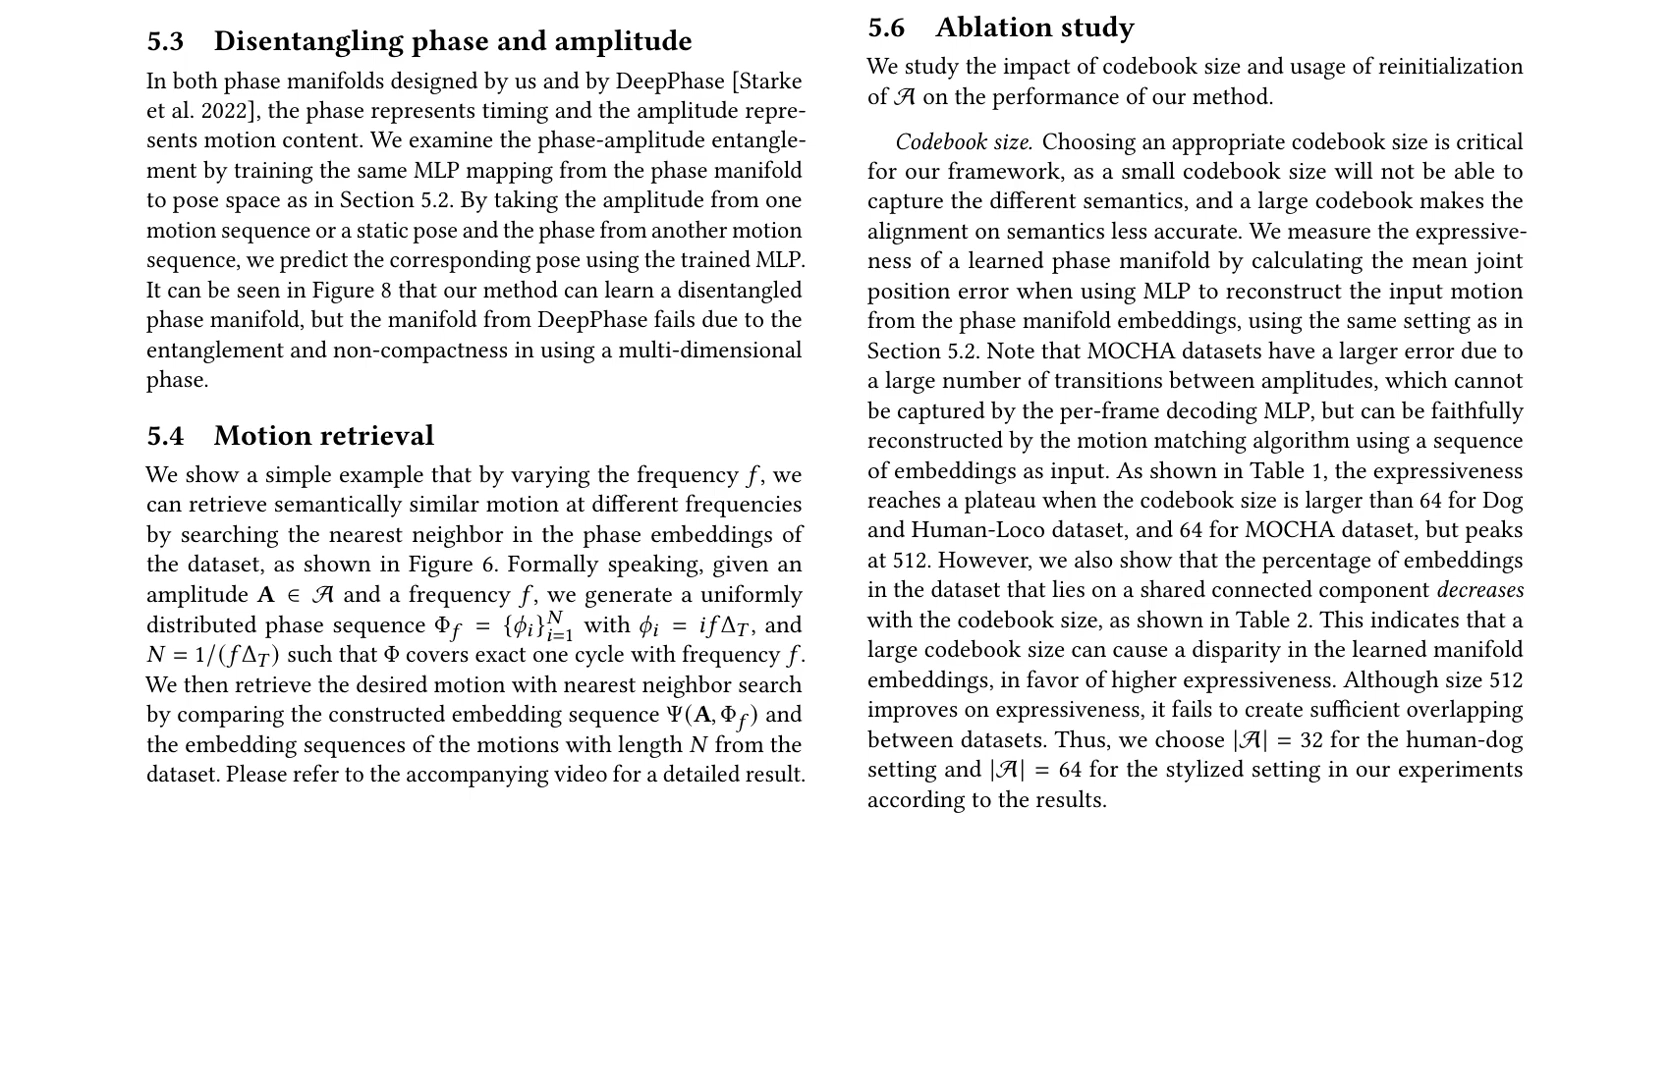 5.3 Disentangling phase and amplitude
In both phase manifolds designed by us and by DeepPhase [Starke
et al. 2022], the phase represents timing and the amplitude repre-
sents motion content. We examine the phase-amplitude entangle-
ment by training the same MLP mapping from the phase manifold
to pose space as in Section 5.2. By taking the amplitude from one
motion sequence or a static pose and the phase from another motion
sequence, we predict the corresponding pose using the trained MLP.
It can be seen in Figure 8 that our method can learn a disentangled
phase manifold, but the manifold from DeepPhase fails due to the
entanglement and non-compactness in using a multi-dimensional
phase.
5.4 Motion retrieval
We show a simple example that by varying the frequency f, we
can retrieve semantically similar motion at different frequencies
by searching the nearest neighbor in the phase embeddings of
the dataset, as shown in Figure 6. Formally speaking, given an
amplitude A ∈ 𝒜 and a frequency f, we generate a uniformly
distributed phase sequence Φ_f = {ϕ_i}_{i=1}^N with ϕ_i = ifΔ_T, and
N = 1/(fΔ_T) such that Φ covers exact one cycle with frequency f.
We then retrieve the desired motion with nearest neighbor search
by comparing the constructed embedding sequence Ψ(A, Φ_f) and
the embedding sequences of the motions with length N from the
dataset. Please refer to the accompanying video for a detailed result.
5.6 Ablation study
We study the impact of codebook size and usage of reinitialization
of 𝒜 on the performance of our method.
Codebook size. Choosing an appropriate codebook size is critical
for our framework, as a small codebook size will not be able to
capture the different semantics, and a large codebook makes the
alignment on semantics less accurate. We measure the expressive-
ness of a learned phase manifold by calculating the mean joint
position error when using MLP to reconstruct the input motion
from the phase manifold embeddings, using the same setting as in
Section 5.2. Note that MOCHA datasets have a larger error due to
a large number of transitions between amplitudes, which cannot
be captured by the per-frame decoding MLP, but can be faithfully
reconstructed by the motion matching algorithm using a sequence
of embeddings as input. As shown in Table 1, the expressiveness
reaches a plateau when the codebook size is larger than 64 for Dog
and Human-Loco dataset, and 64 for MOCHA dataset, but peaks
at 512. However, we also show that the percentage of embeddings
in the dataset that lies on a shared connected component decreases
with the codebook size, as shown in Table 2. This indicates that a
large codebook size can cause a disparity in the learned manifold
embeddings, in favor of higher expressiveness. Although size 512
improves on expressiveness, it fails to create sufficient overlapping
between datasets. Thus, we choose |𝒜| = 32 for the human-dog
setting and |𝒜| = 64 for the stylized setting in our experiments
according to the results.